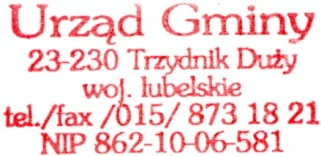 Urząd Gminy
23-230 Trzydnik Duży
woj. lubelskie
tel./fax /015/ 873 18 21
NIP 862-10-06-581